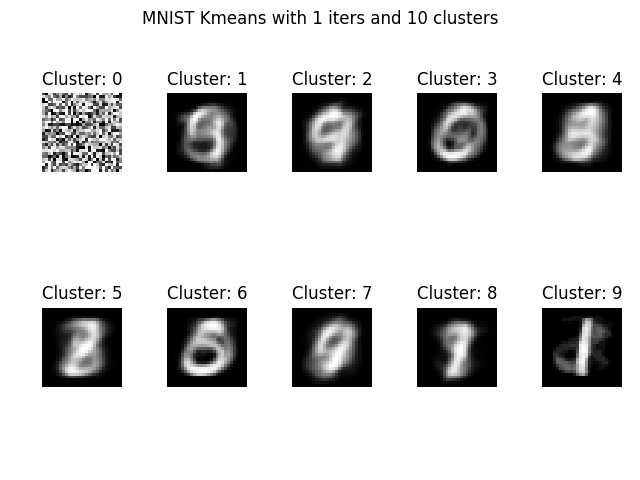 MNIST Kmeans with 1 iters and 10 clusters
Cluster: 0 Cluster: 1 Cluster: 2 Cluster: 3 Cluster: 4
Cluster: 5 Cluster: 6 Cluster: 7 Cluster: 8 Cluster: 9